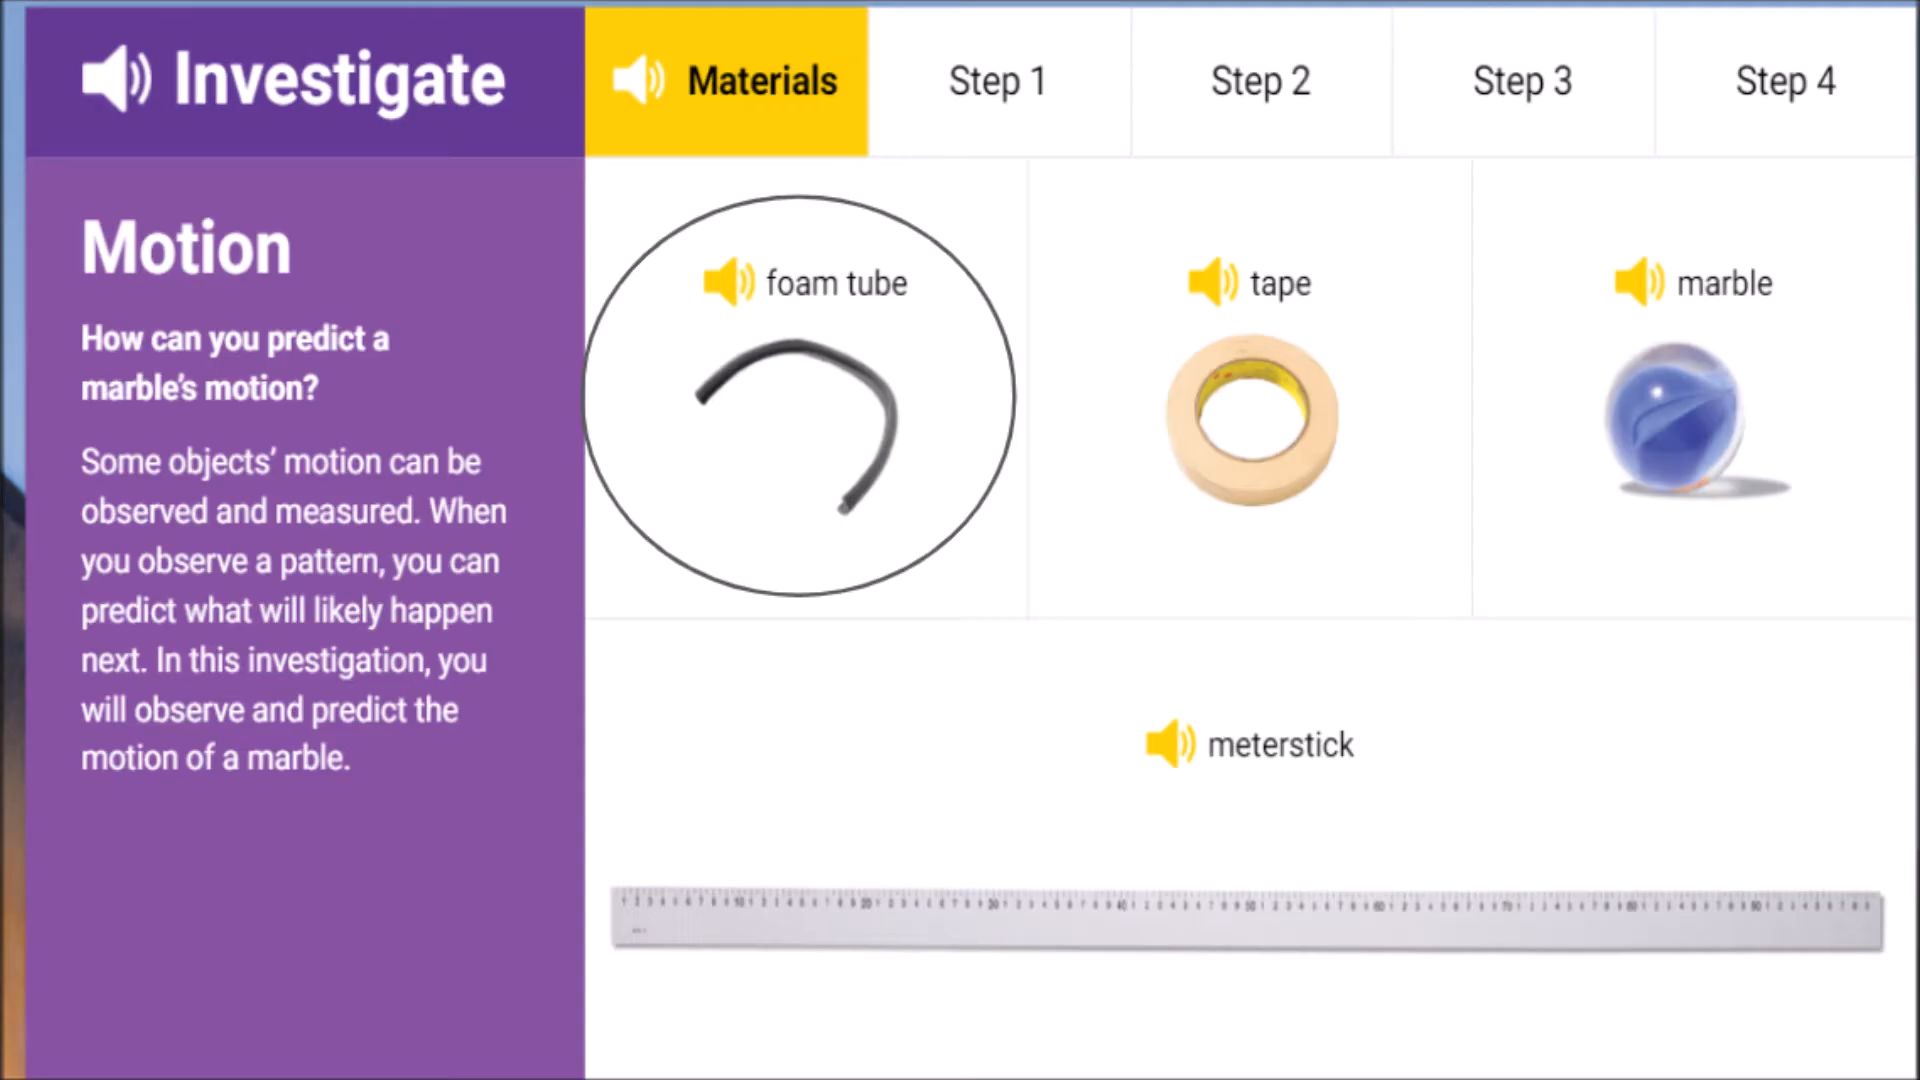 Investigate
Materials
Step 1
Step 2
Step 3
Step 4
Motion
How can you predict a
marble's motion?
Some objects' motion can be
observed and measured. When
you observe a pattern, you can
predict what will likely happen
next. In this investigation, you
will observe and predict the
motion of a marble.
foam tube
tape
marble
meterstick